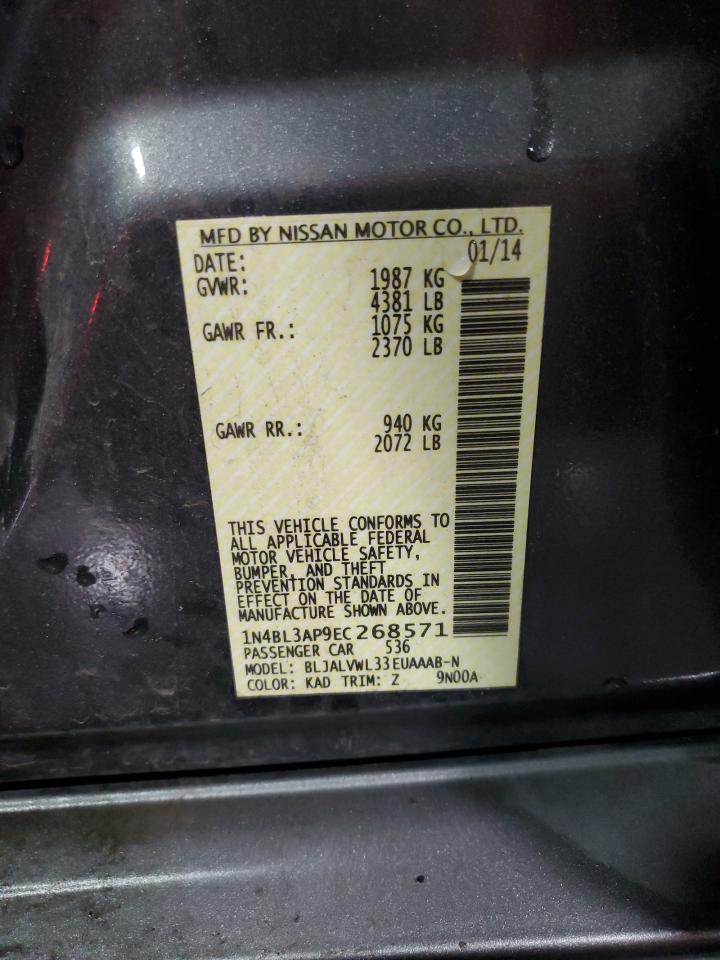 MFD BY NISSAN MOTOR CO., LTD.
DATE: 01/14
GVWR: 1987 KG
4381 LB
GAWR FR.: 1075 KG
2370 LB
GAWR RR.: 940 KG
2072 LB
THIS VEHICLE CONFORMS TO
ALL APPLICABLE FEDERAL
MOTOR VEHICLE SAFETY,
BUMPER, AND THEFT
PREVENTION STANDARDS IN
EFFECT ON THE DATE OF
MANUFACTURE SHOWN ABOVE.
1N4BL3AP9EC268571
PASSENGER CAR 536
MODEL: BLJALVWL33EUAAAB-N
COLOR: KAD TRIM: Z 9N00A